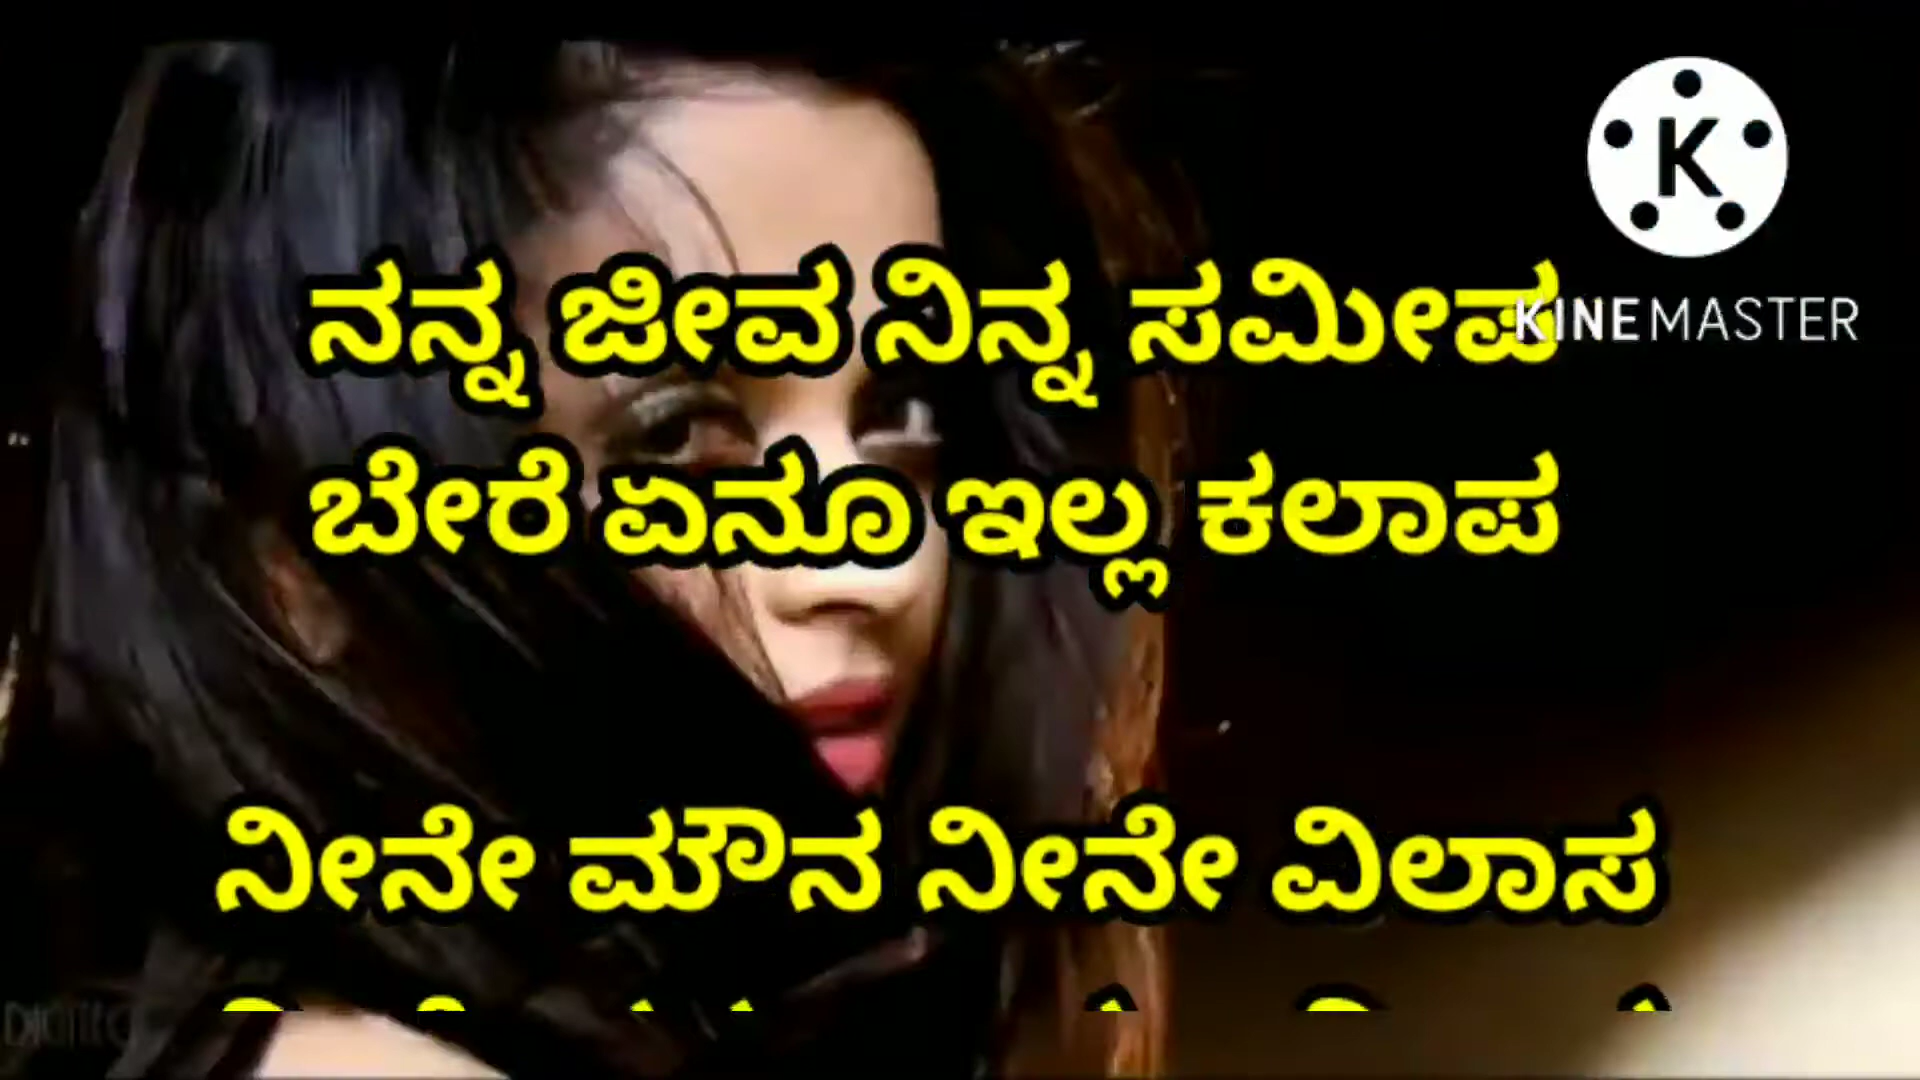 ನನ್ನ ಜೀವ ನಿನ್ನ ಸಮೀಪ
KINEMASTER
ಬೇರೆ ಏನೂ ಇಲ್ಲ ಕಲಾಪ
ನೀನೇ ಮೌನ ನೀನೇ ವಿಲಾಸ